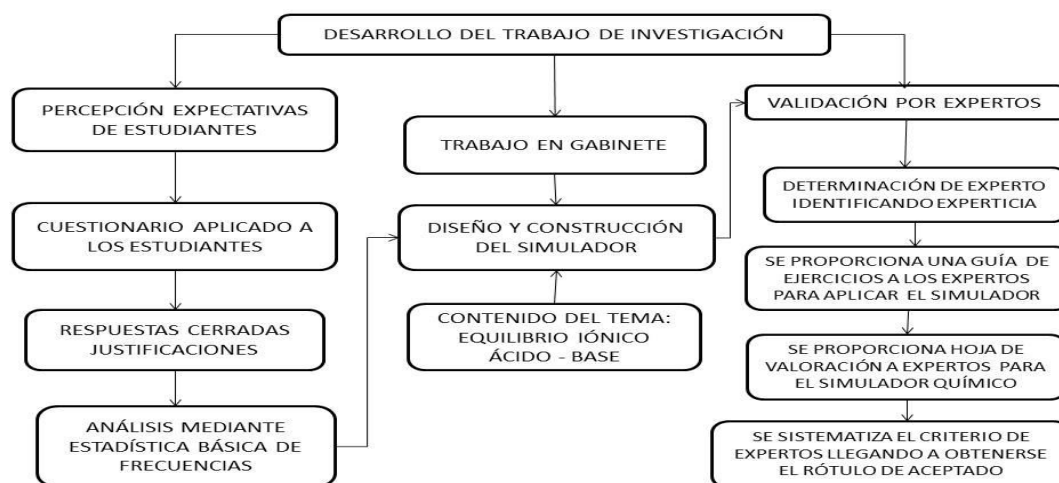 DESARROLLO DEL TRABAJO DE INVESTIGACIÓN
PERCEPCIÓN EXPECTATIVAS
DE ESTUDIANTES
CUESTIONARIO APLICADO A
LOS ESTUDIANTES
RESPUESTAS CERRADAS
JUSTIFICACIONES
ANÁLISIS MEDIANTE
ESTADÍSTICA BÁSICA DE
FRECUENCIAS
TRABAJO EN GABINETE
DISEÑO Y CONSTRUCCIÓN
DEL SIMULADOR
CONTENIDO DEL TEMA:
EQUILIBRIO IÓNICO
ÁCIDO - BASE
VALIDACIÓN POR EXPERTOS
DETERMINACIÓN DE EXPERTO
IDENTIFICANDO EXPERTICIA
SE PROPORCIONA UNA GUÍA DE
EJERCICIOS A LOS EXPERTOS
PARA APLICAR EL SIMULADOR
SE PROPORCIONA HOJA DE
VALORACIÓN A EXPERTOS PARA
EL SIMULADOR QUÍMICO
SE SISTEMATIZA EL CRITERIO DE
EXPERTOS LLEGANDO A OBTENERSE
EL RÓTULO DE ACEPTADO